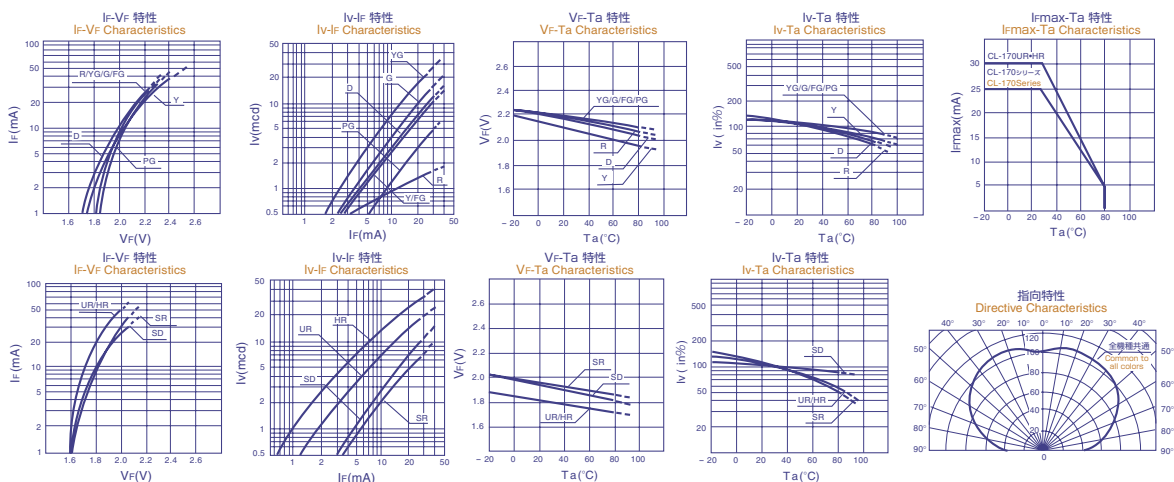 IF-VF 特性
IF-VF Characteristics
100
50
20
10
5
2
1
IF(mA)
R/YG/G/FG
Y
D
PG
1.6
2.0
2.4
2.8
VF(V)
Iv-IF 特性
Iv-IF Characteristics
50
20
10
5
2
1
0.5
Iv(mcd)
YG
G
D
PG
R
Y/FG
1
2
5
10
20
50
IF(mA)
VF-Ta 特性
VF-Ta Characteristics
2.6
2.4
2.2
2.0
1.8
1.6
VF(V)
YG/G/FG/PG
R
D
Y
－20
0
20
40
60
80
100
Ta(°C)
Iv-Ta 特性
Iv-Ta Characteristics
500
200
100
50
20
Iv ( in%)
YG/G/FG/PG
Y
D
R
－20
0
20
40
60
80
100
Ta(°C)
IFmax-Ta 特性
IFmax-Ta Characteristics
30
25
20
15
10
5
IFmax(mA)
CL-170UR·HR
CL-170シリーズ
CL-170Series
－20
0
20
40
60
80
100
Ta(°C)
IF-VF 特性
IF-VF Characteristics
100
50
20
10
5
2
1
IF(mA)
UR/HR
SR
SD
1.6
2.0
2.2
2.4
2.8
VF(V)
Iv-IF 特性
Iv-IF Characteristics
50
20
10
5
2
1
0.5
Iv(mcd)
HR
UR
SD
SR
1
2
5
10
20
50
IF(mA)
VF-Ta 特性
VF-Ta Characteristics
2.8
2.4
2.0
1.8
1.6
VF(V)
SR
SD
UR/HR
－20
0
20
40
60
80
100
Ta(°C)
Iv-Ta 特性
Iv-Ta Characteristics
500
200
100
50
20
Iv ( in%)
SD
UR/HR
SR
－20
0
20
40
60
80
100
Ta(°C)
指向特性
Directive Characteristics
40° 30° 20° 10° 0° 10° 20° 30° 40°
50°
60°
70°
80°
90°
120
100
80
60
40
20
0
全機種共通
Common to
all colors
50°
60°
70°
80°
90°